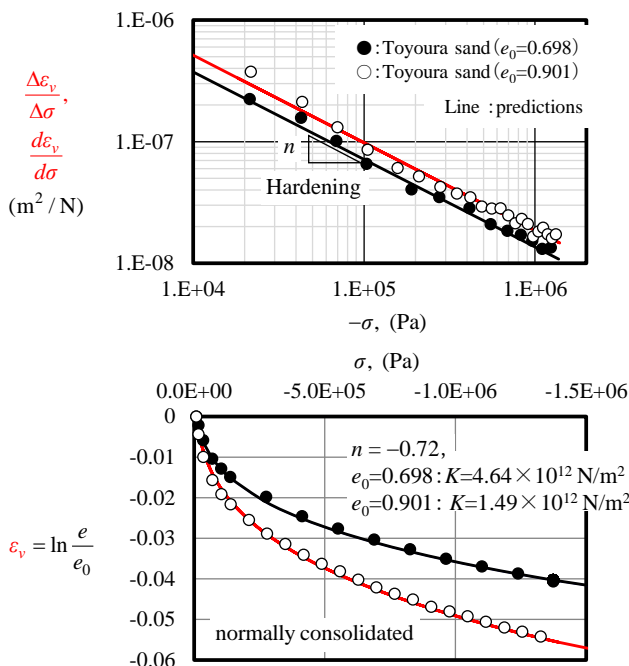 1.E-06
● : Toyoura sand (e0=0.698)
○ : Toyoura sand (e0=0.901)
Line : predictions
Δεv/Δσ,
dεv/dσ
(m² / N)
1.E-07
n
Hardening
1.E-08
1.E+04 1.E+05 1.E+06
−σ, (Pa)
σ, (Pa)
0.0E+00 -5.0E+05 -1.0E+06 -1.5E+06
0
-0.01
-0.02
-0.03
-0.04
-0.05
-0.06
n = −0.72,
e0=0.698 : K=4.64×10¹² N/m²
e0=0.901 : K=1.49×10¹² N/m²
εv = ln e/e0
normally consolidated